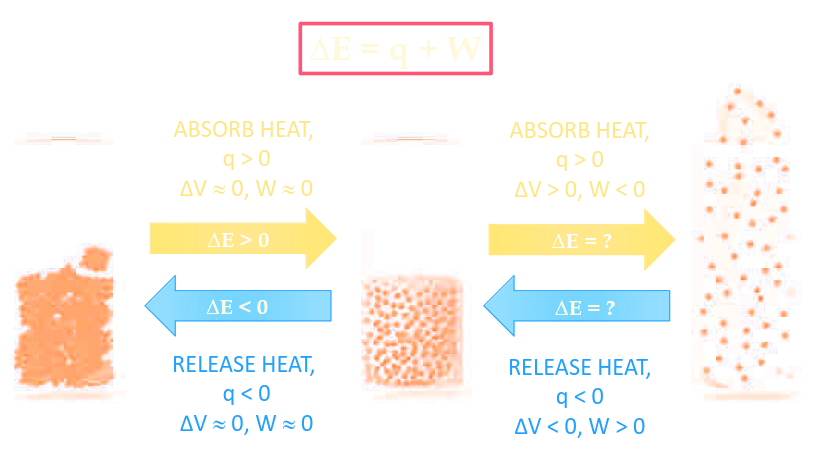 ΔE = q + W
ABSORB HEAT,
q > 0
ΔV ≈ 0, W ≈ 0
ΔE > 0
ΔE < 0
RELEASE HEAT,
q < 0
ΔV ≈ 0, W ≈ 0
ABSORB HEAT,
q > 0
ΔV > 0, W < 0
ΔE = ?
ΔE = ?
RELEASE HEAT,
q < 0
ΔV < 0, W > 0